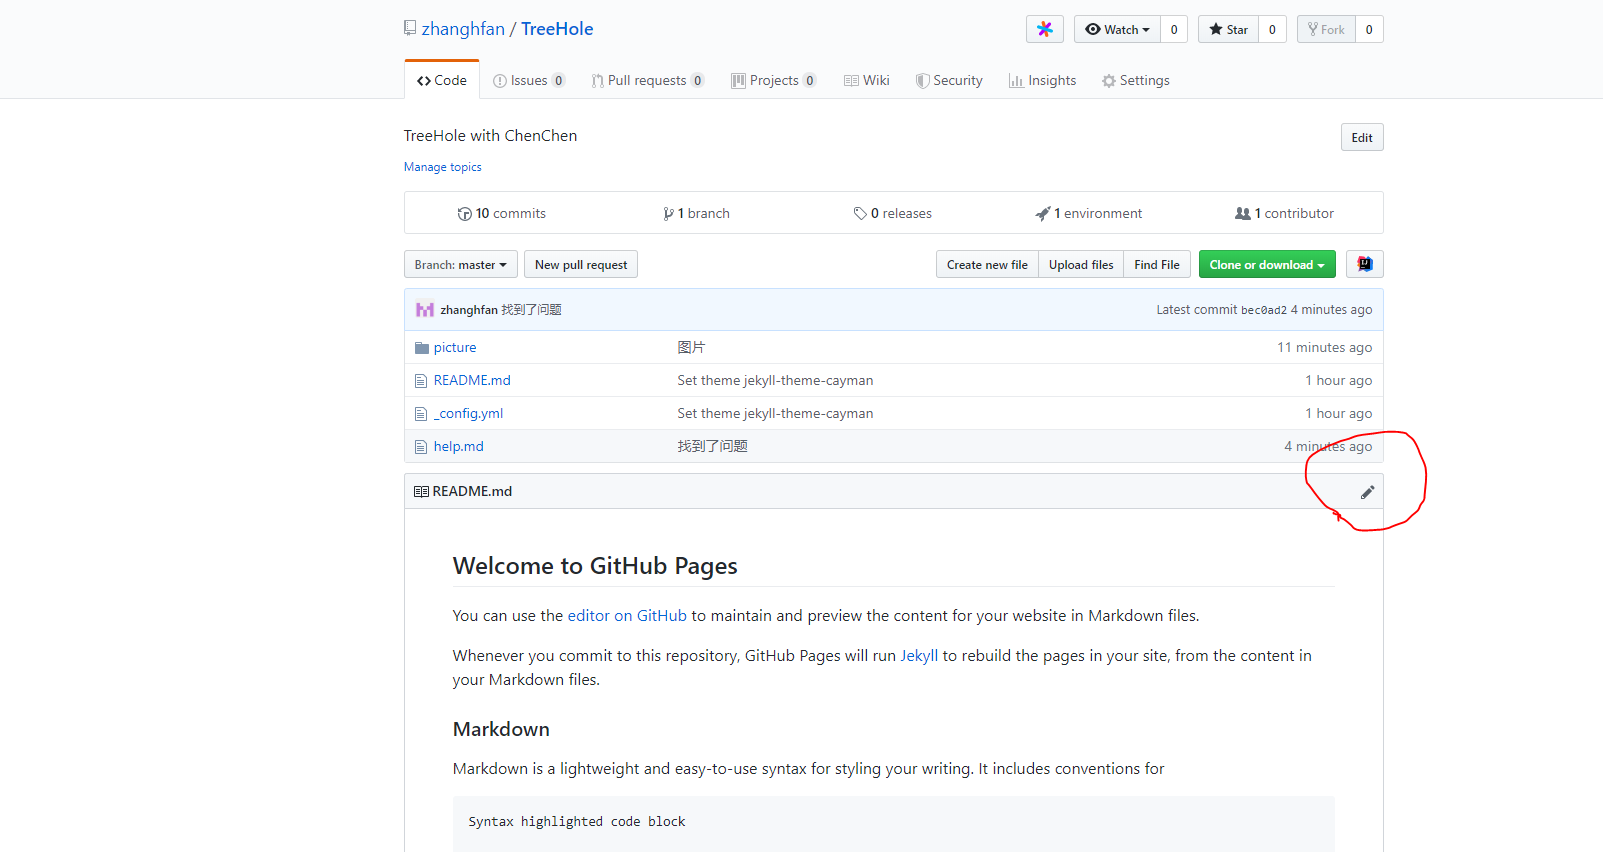 zhanghfan / TreeHole
Watch 0 Star 0 Fork 0
Code Issues 0 Pull requests 0 Projects 0 Wiki Security Insights Settings
TreeHole with ChenChen Edit
Manage topics
10 commits 1 branch 0 releases 1 environment 1 contributor
Branch: master New pull request Create new file Upload files Find File Clone or download
zhanghfan 找到了问题 Latest commit bec0ad2 4 minutes ago
picture 图片 11 minutes ago
README.md Set theme jekyll-theme-cayman 1 hour ago
_config.yml Set theme jekyll-theme-cayman 1 hour ago
help.md 找到了问题 4 minutes ago
README.md
Welcome to GitHub Pages
You can use the editor on GitHub to maintain and preview the content for your website in Markdown files.
Whenever you commit to this repository, GitHub Pages will run Jekyll to rebuild the pages in your site, from the content in
your Markdown files.
Markdown
Markdown is a lightweight and easy-to-use syntax for styling your writing. It includes conventions for
Syntax highlighted code block